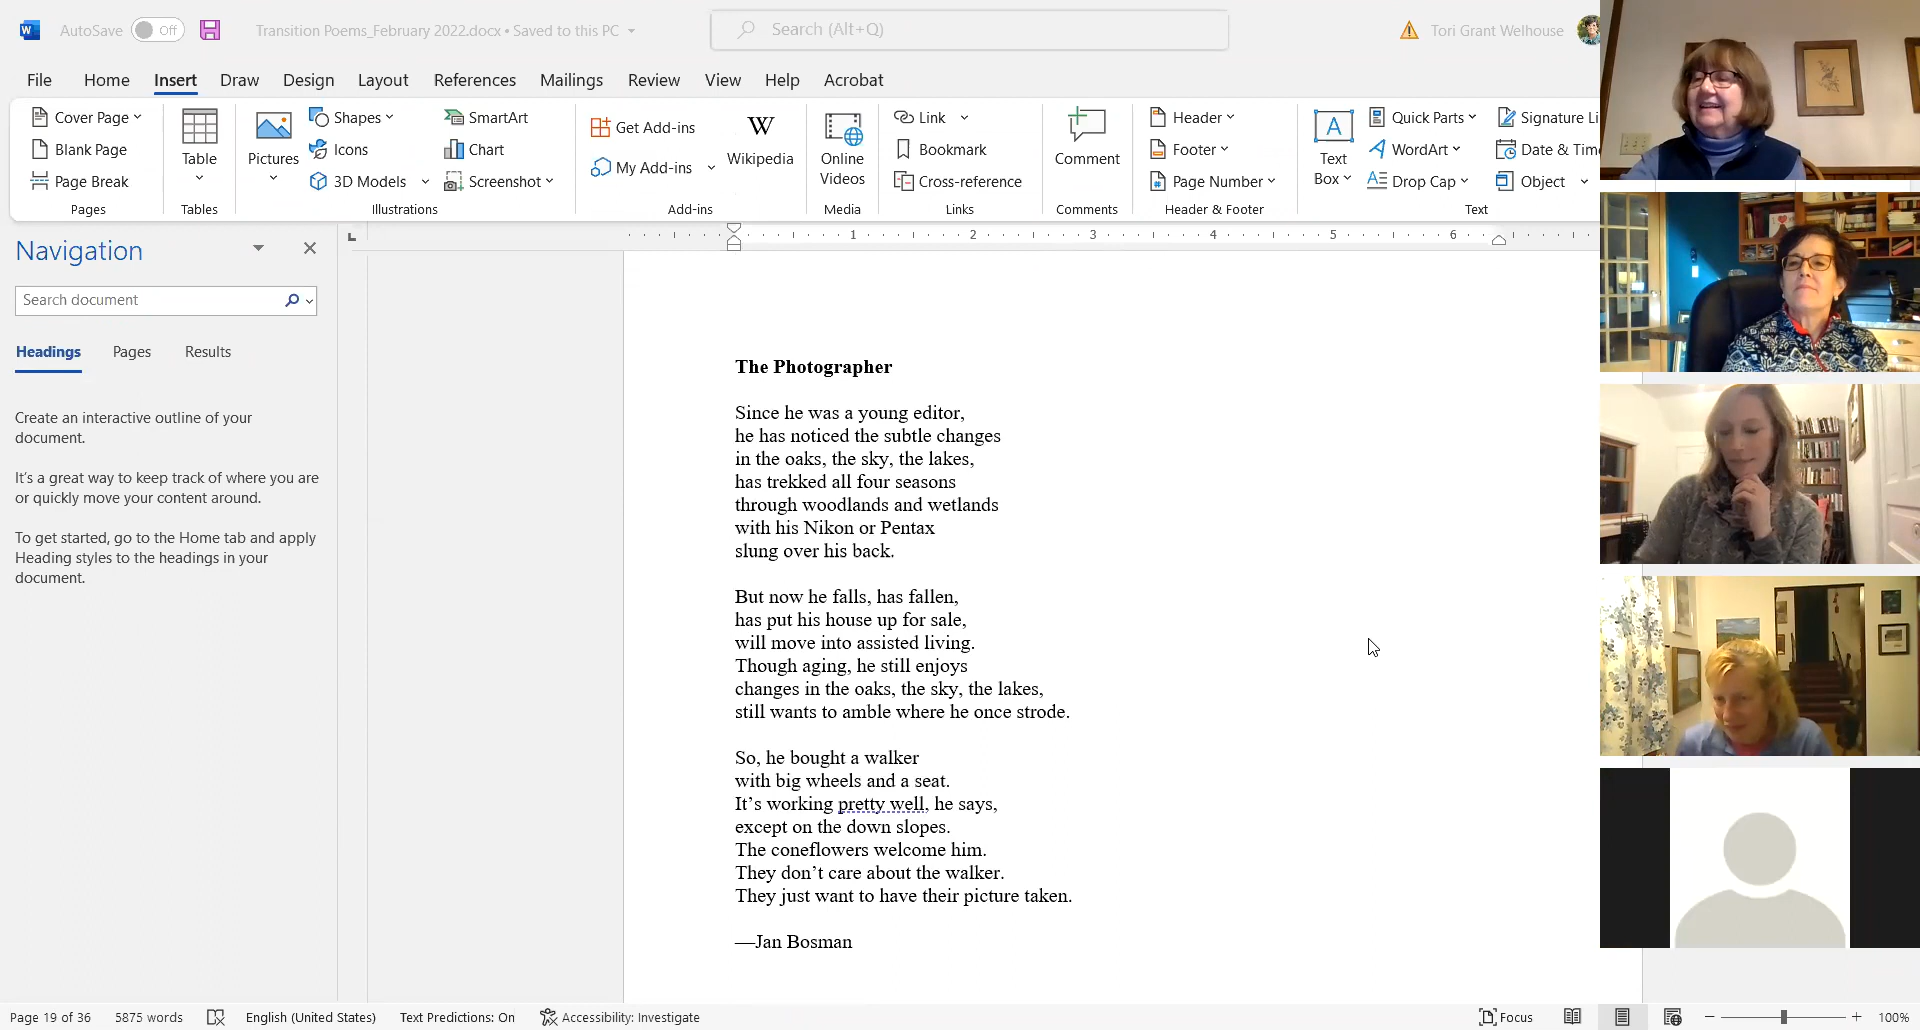 AutoSave Off Transition Poems_February 2022.docx • Saved to this PC Search (Alt+Q) Tori Grant Welhouse
File Home Insert Draw Design Layout References Mailings Review View Help Acrobat
Cover Page Shapes SmartArt Get Add-ins W Link Header A Quick Parts Signature Li
Blank Page Table Pictures Icons Chart Wikipedia Online Videos Bookmark Comment Footer Text Box WordArt Date & Time
Page Break 3D Models Screenshot My Add-ins Cross-reference Page Number Drop Cap Object
Pages Tables Illustrations Add-ins Media Links Comments Header & Footer Text
1 2 3 4 5 6
Navigation
Search document
Headings Pages Results
Create an interactive outline of your
document.
It's a great way to keep track of where you are
or quickly move your content around.
To get started, go to the Home tab and apply
Heading styles to the headings in your
document.
The Photographer
Since he was a young editor,
he has noticed the subtle changes
in the oaks, the sky, the lakes,
has trekked all four seasons
through woodlands and wetlands
with his Nikon or Pentax
slung over his back.
But now he falls, has fallen,
has put his house up for sale,
will move into assisted living.
Though aging, he still enjoys
changes in the oaks, the sky, the lakes,
still wants to amble where he once strode.
So, he bought a walker
with big wheels and a seat.
It’s working pretty well, he says,
except on the down slopes.
The coneflowers welcome him.
They don’t care about the walker.
They just want to have their picture taken.
—Jan Bosman
Page 19 of 36 5875 words English (United States) Text Predictions: On Accessibility: Investigate Focus 100%